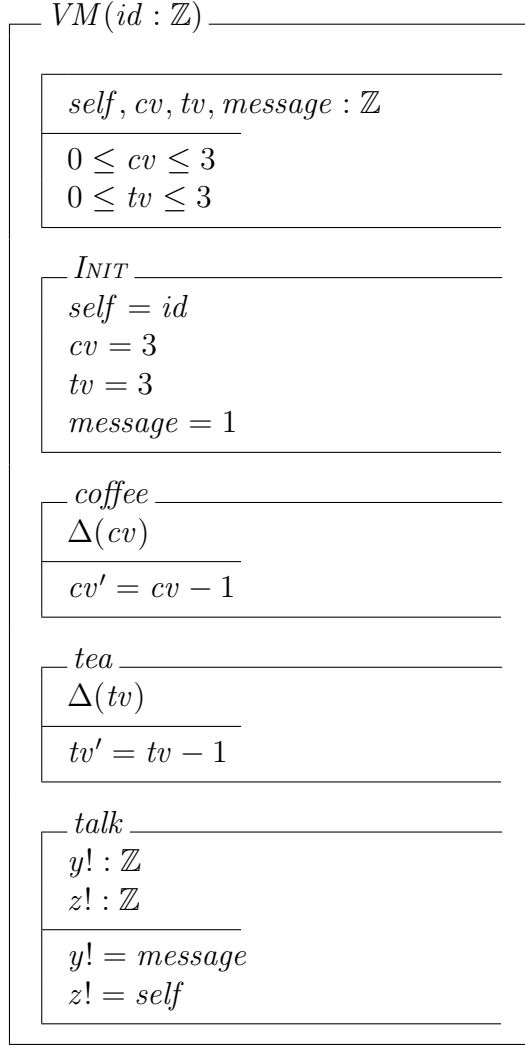 VM(id : ℤ)
self, cv, tv, message : ℤ
0 ≤ cv ≤ 3
0 ≤ tv ≤ 3
INIT
self = id
cv = 3
tv = 3
message = 1
coffee
Δ(cv)
cv′ = cv − 1
tea
Δ(tv)
tv′ = tv − 1
talk
y! : ℤ
z! : ℤ
y! = message
z! = self